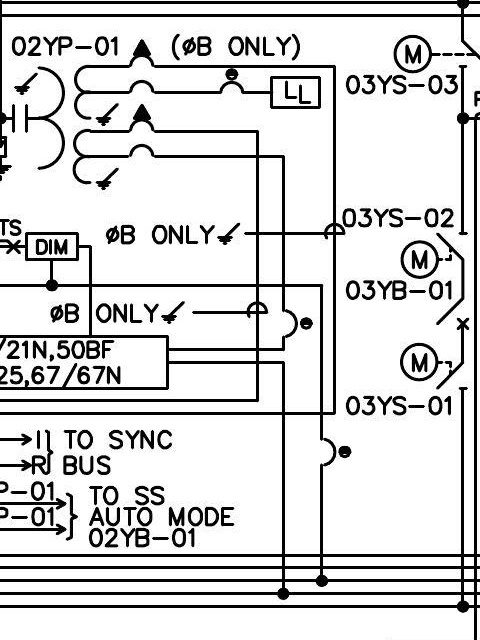 02YP-01 (øB ONLY)
M
03YS-03
LL
TS
DIM
øB ONLY
03YS-02
M
03YB-01
øB ONLY
/21N,50BF
25,67/67N
M
03YS-01
I TO SYNC
R BUS
P-01 TO SS
P-01 AUTO MODE
02YB-01